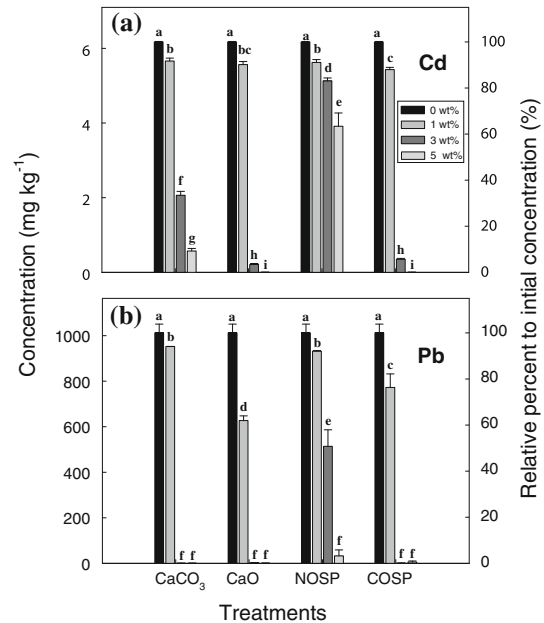 (a)
Cd
a b f g
a bc h i
a b d e
a c h i
0 wt%
1 wt%
3 wt%
5 wt%
6
4
2
0
100
80
60
40
20
0
Concentration (mg kg⁻¹)
Relative percent to intial concentration (%)
(b)
Pb
a b f f
a d f f
a b e f
a c f f
1000
800
600
400
200
0
100
80
60
40
20
0
CaCO₃ CaO NOSP COSP
Treatments